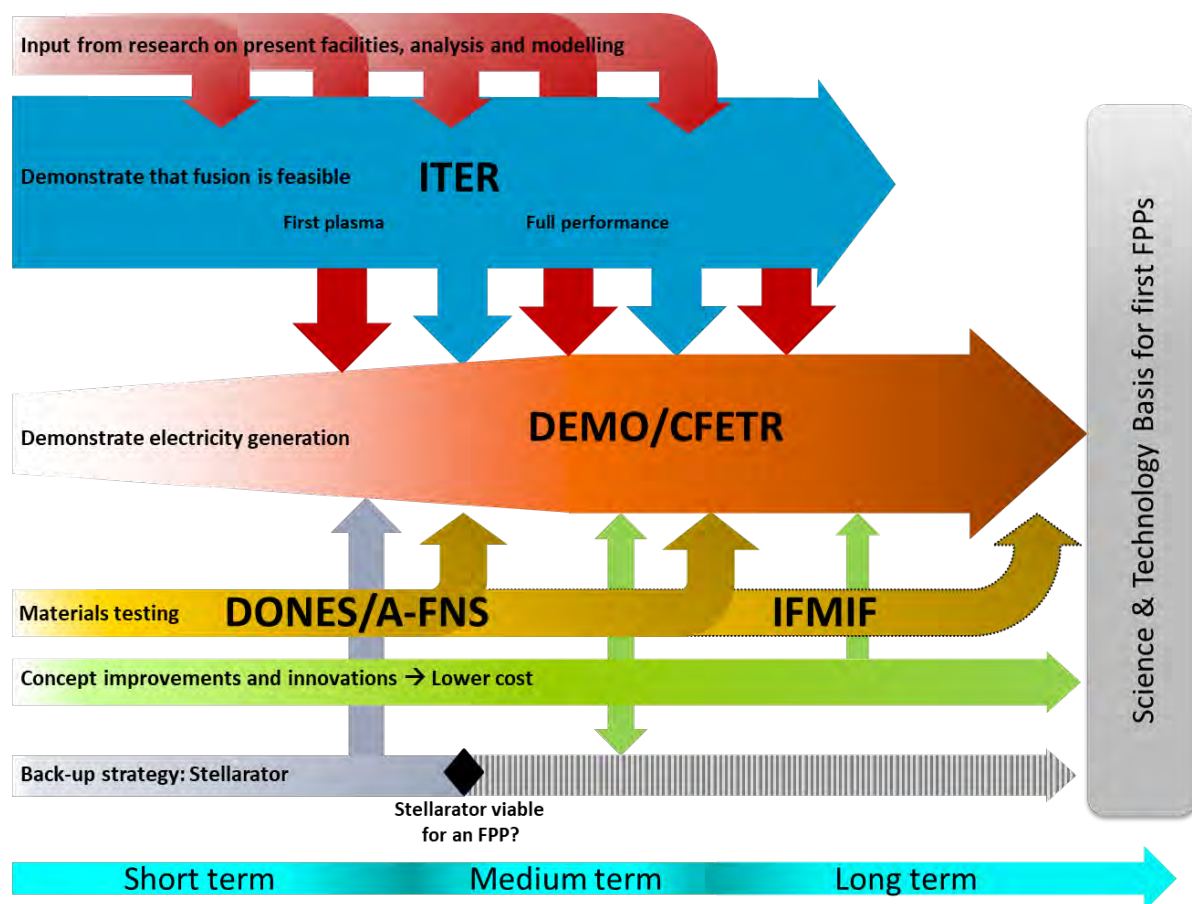 Input from research on present facilities, analysis and modelling
Demonstrate that fusion is feasible
ITER
First plasma
Full performance
Demonstrate electricity generation
DEMO/CFETR
Materials testing
DONES/A-FNS
IFMIF
Concept improvements and innovations → Lower cost
Back-up strategy: Stellarator
Stellarator viable
for an FPP?
Short term
Medium term
Long term
Science & Technology Basis for first FPPs